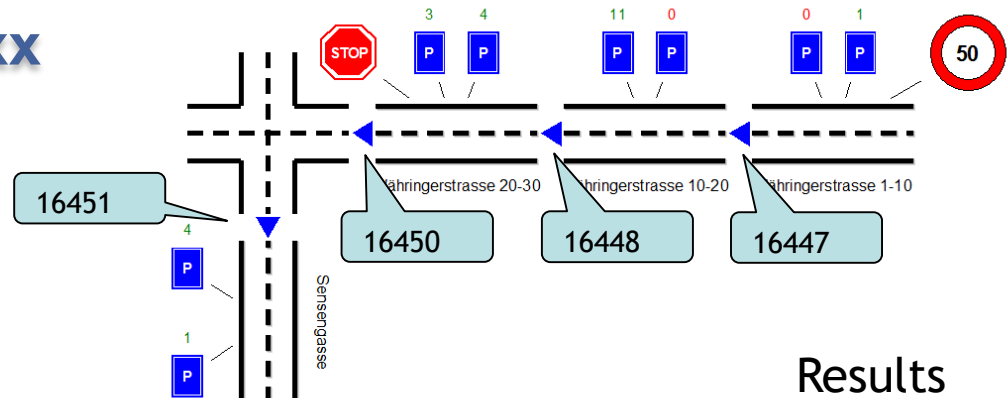 xx
3 4 11 0 0 1
STOP P P P P P P 50
ähringerstrasse 20-30 hringerstrasse 10-20 ähringerstrasse 1-10
16451
16450 16448 16447
4
P
Sensengasse
1
P
Results